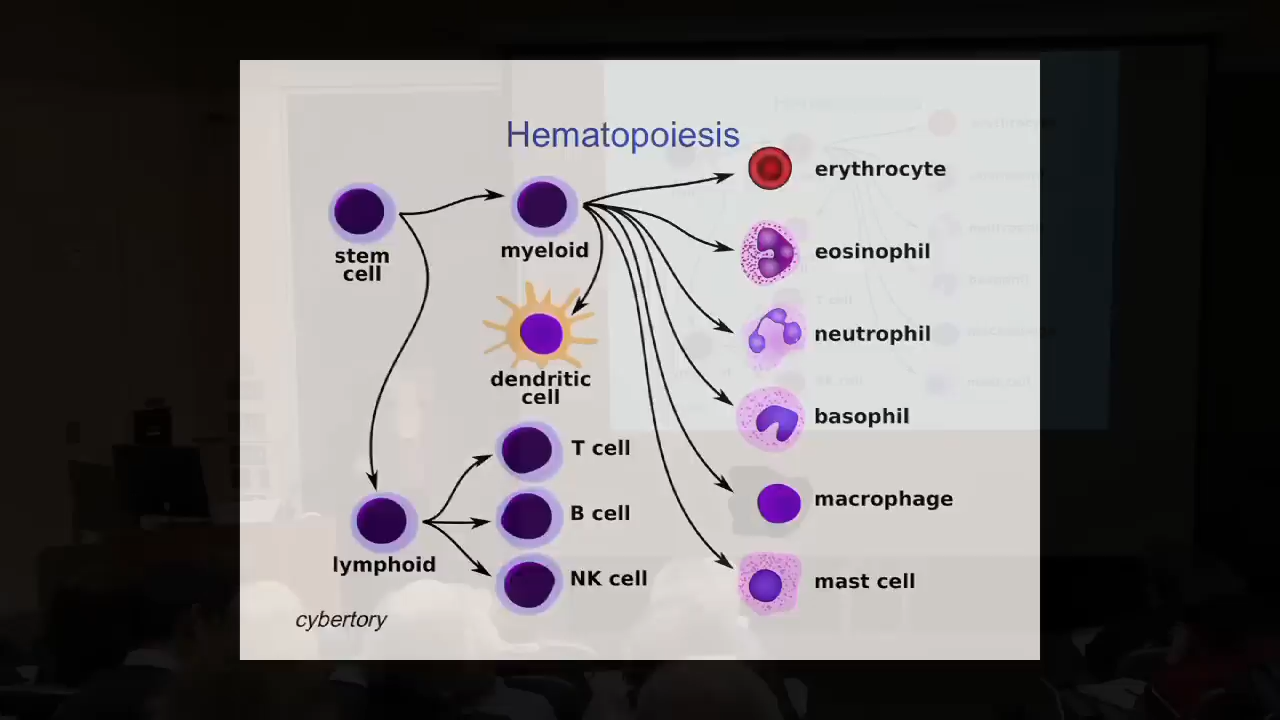 Hematopoiesis
erythrocyte
stem
cell
myeloid
eosinophil
neutrophil
dendritic
cell
basophil
T cell
macrophage
B cell
lymphoid
NK cell
mast cell
cybertory